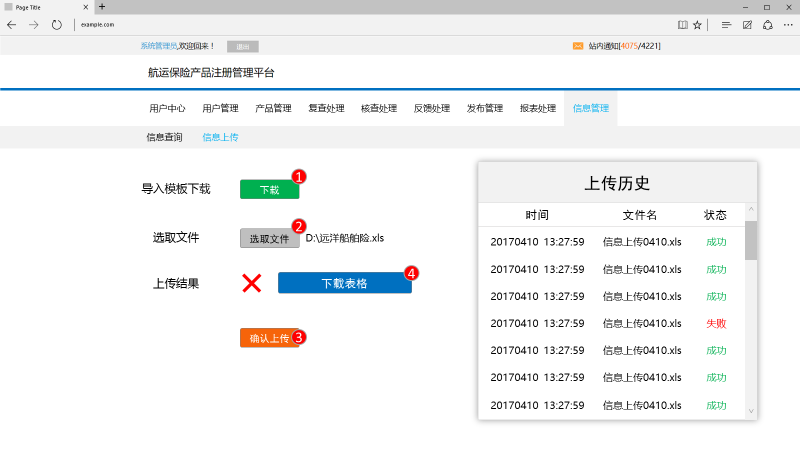 Page Title
example.com
系统管理员,欢迎回来！ 退出 站内通知[4075/4221]
航运保险产品注册管理平台
用户中心 用户管理 产品管理 复查处理 核查处理 反馈处理 发布管理 报表处理 信息管理
信息查询 信息上传
导入模板下载 下载 1
选取文件 选取文件 2 D:\远洋船舶险.xls
上传结果 下载表格 4
确认上传 3
上传历史
时间 文件名 状态
20170410 13:27:59 信息上传0410.xls 成功
20170410 13:27:59 信息上传0410.xls 成功
20170410 13:27:59 信息上传0410.xls 成功
20170410 13:27:59 信息上传0410.xls 失败
20170410 13:27:59 信息上传0410.xls 成功
20170410 13:27:59 信息上传0410.xls 成功
20170410 13:27:59 信息上传0410.xls 成功